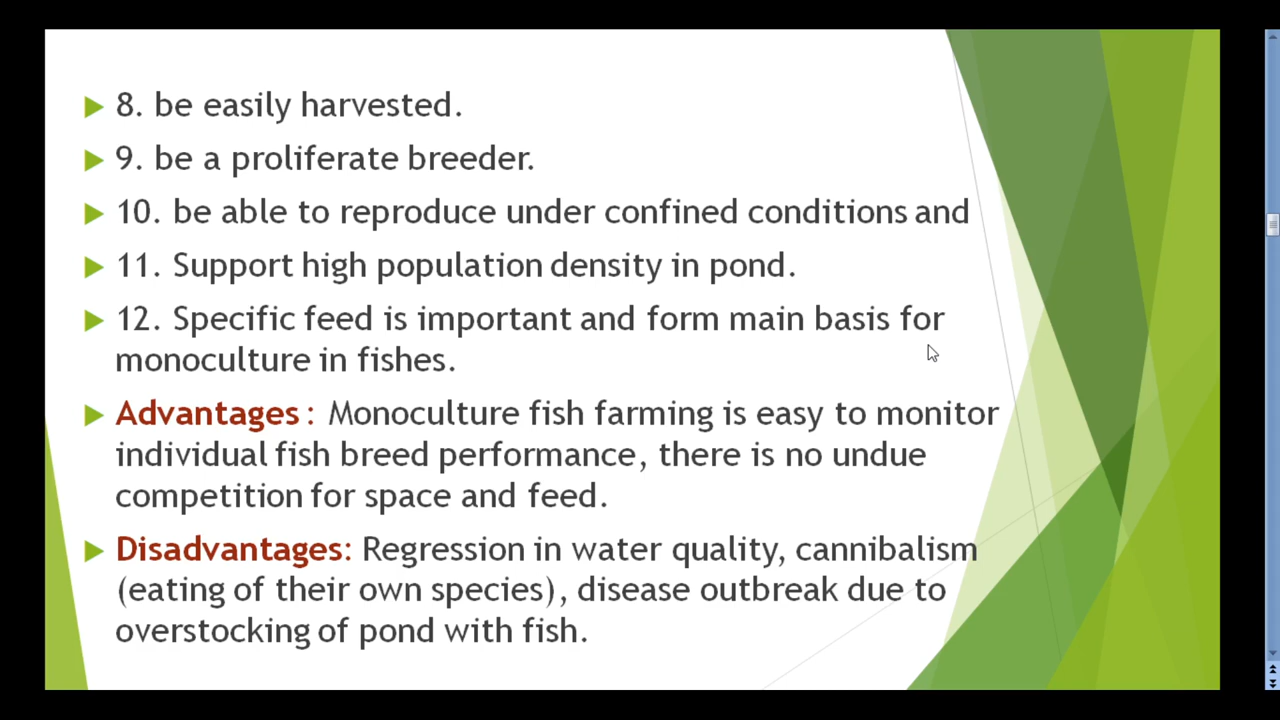 8. be easily harvested.
9. be a proliferate breeder.
10. be able to reproduce under confined conditions and
11. Support high population density in pond.
12. Specific feed is important and form main basis for
monoculture in fishes.
Advantages : Monoculture fish farming is easy to monitor
individual fish breed performance, there is no undue
competition for space and feed.
Disadvantages: Regression in water quality, cannibalism
(eating of their own species), disease outbreak due to
overstocking of pond with fish.